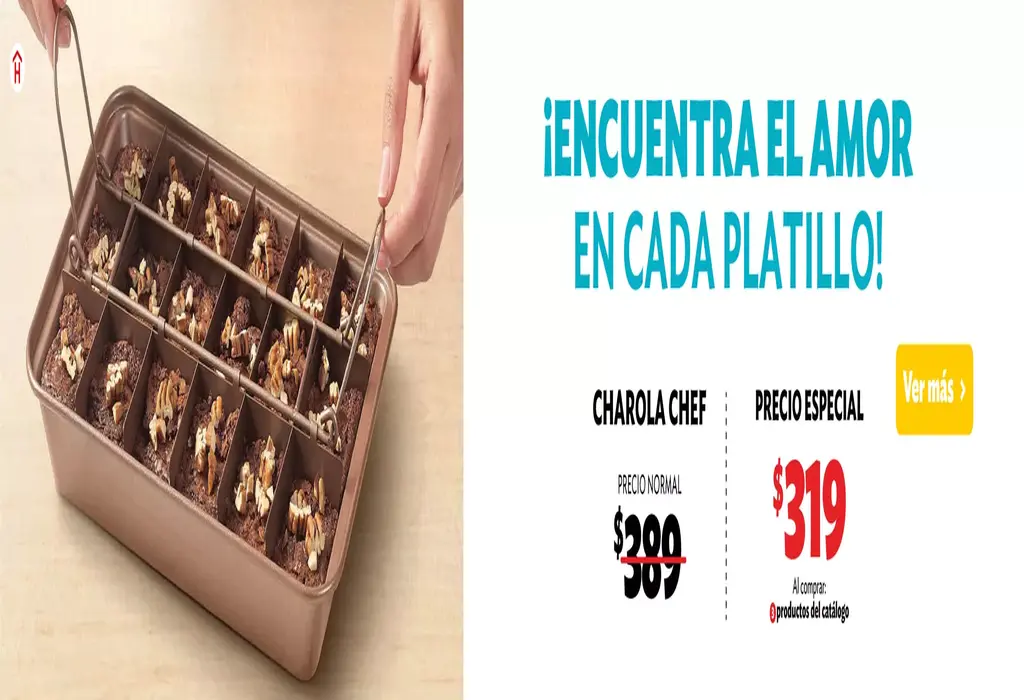 H
¡ENCUENTRA EL AMOR
EN CADA PLATILLO!
Ver más >
CHAROLA CHEF
PRECIO NORMAL
$389
PRECIO ESPECIAL
$319
Al comprar:
3 productos del catálogo